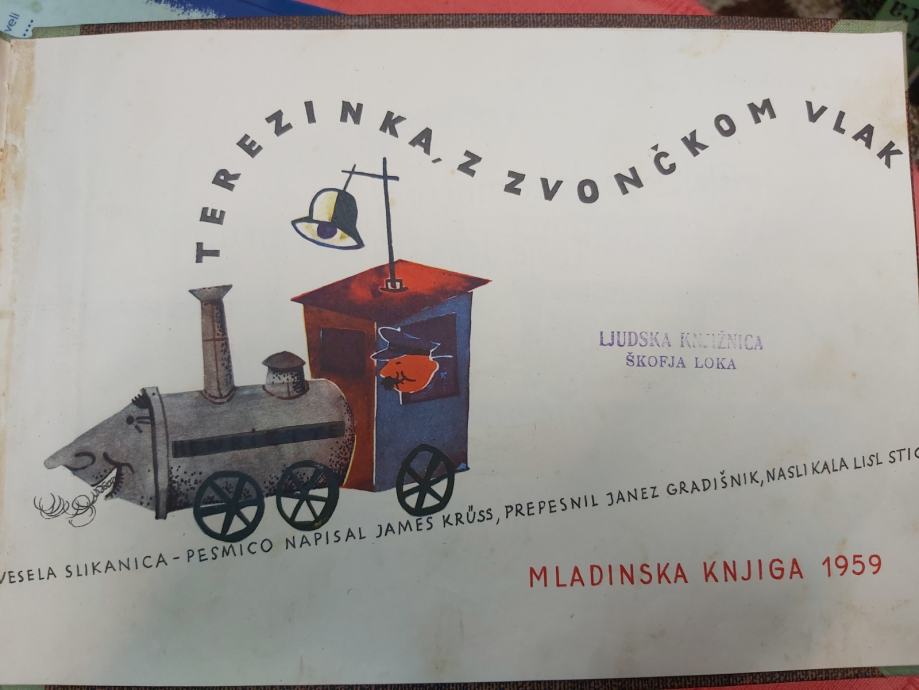 TEREZINKA, Z ZVONČKOM VLAK
LJUDSKA KNJIŽNICA
ŠKOFJA LOKA
VESELA SLIKANICA – PESMICO NAPISAL JAMES KRÜSS, PREPESNIL JANEZ GRADIŠNIK, NASLIKALA LISL
MLADINSKA KNJIGA 1959